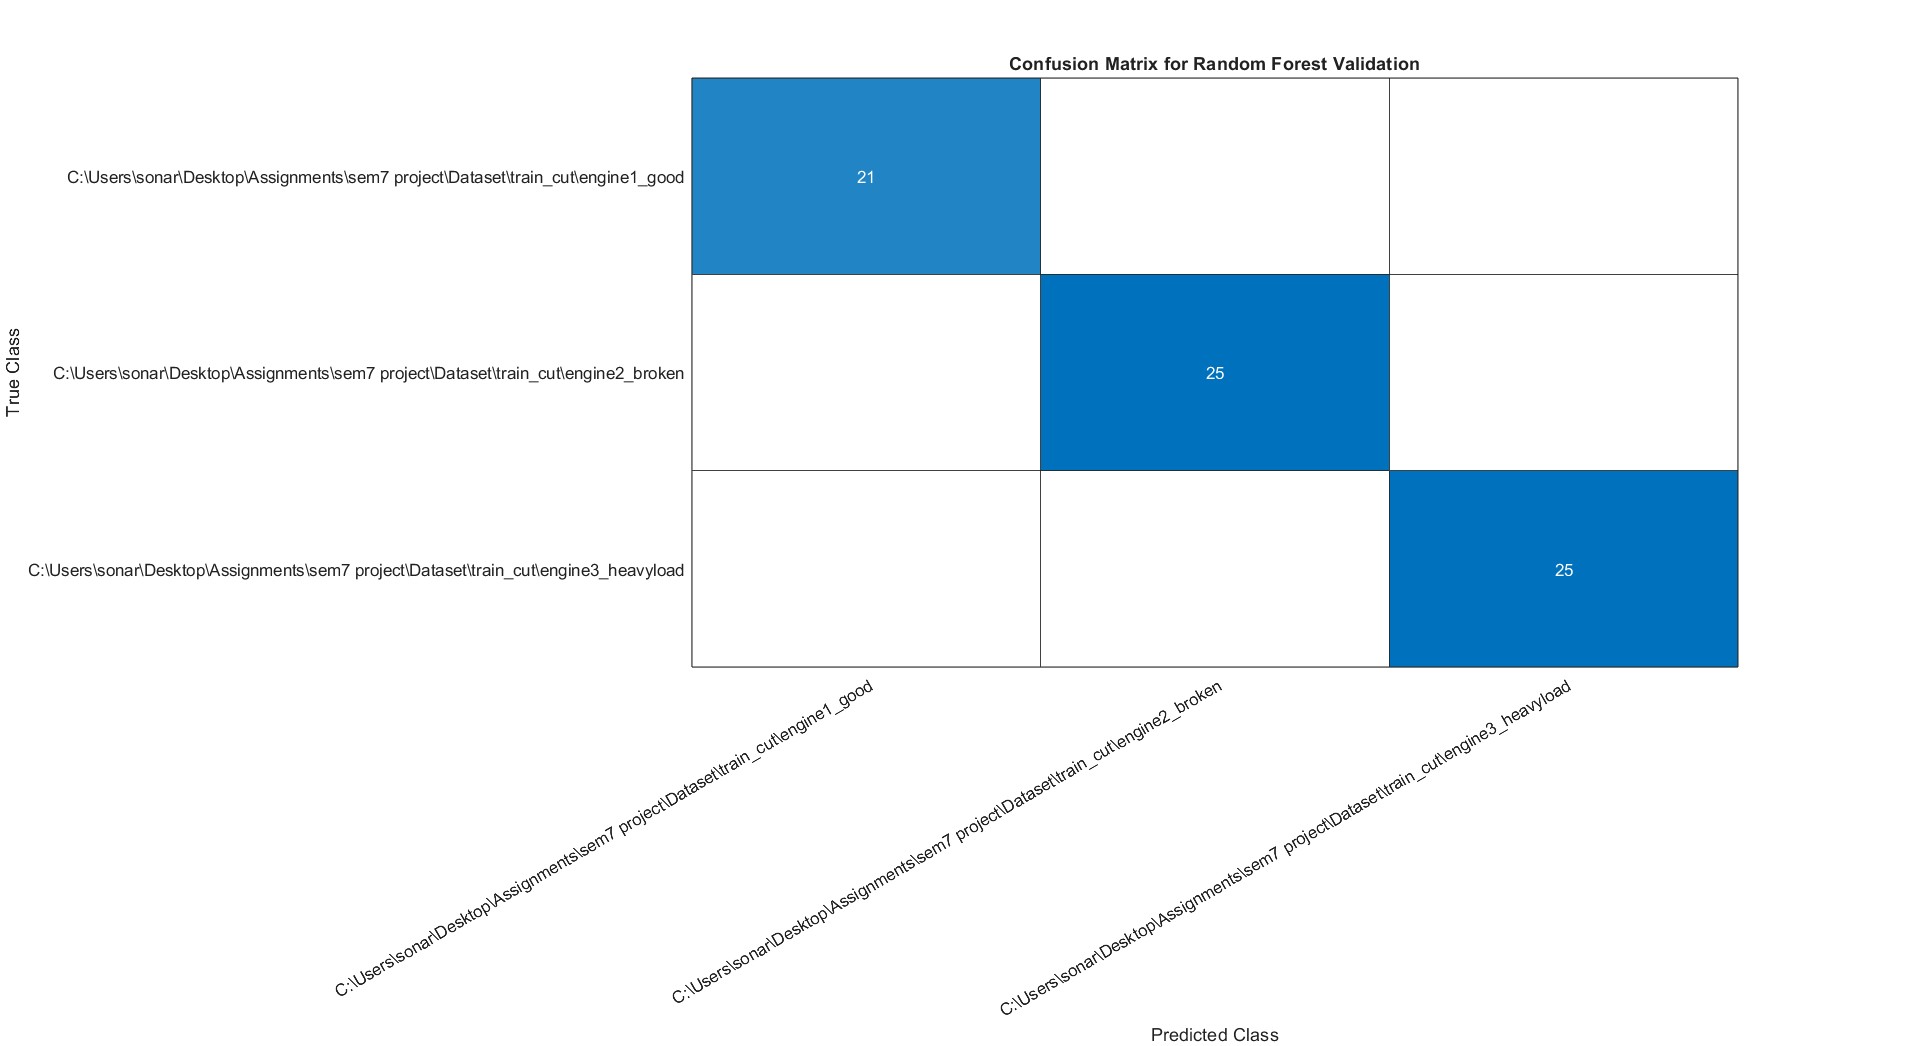 Confusion Matrix for Random Forest Validation
True Class
C:\Users\sonar\Desktop\Assignments\sem7 project\Dataset\train_cut\engine1_good
21
C:\Users\sonar\Desktop\Assignments\sem7 project\Dataset\train_cut\engine2_broken
25
C:\Users\sonar\Desktop\Assignments\sem7 project\Dataset\train_cut\engine3_heavyload
25
C:\Users\sonar\Desktop\Assignments\sem7 project\Dataset\train_cut\engine1_good
C:\Users\sonar\Desktop\Assignments\sem7 project\Dataset\train_cut\engine2_broken
C:\Users\sonar\Desktop\Assignments\sem7 project\Dataset\train_cut\engine3_heavyload
Predicted Class